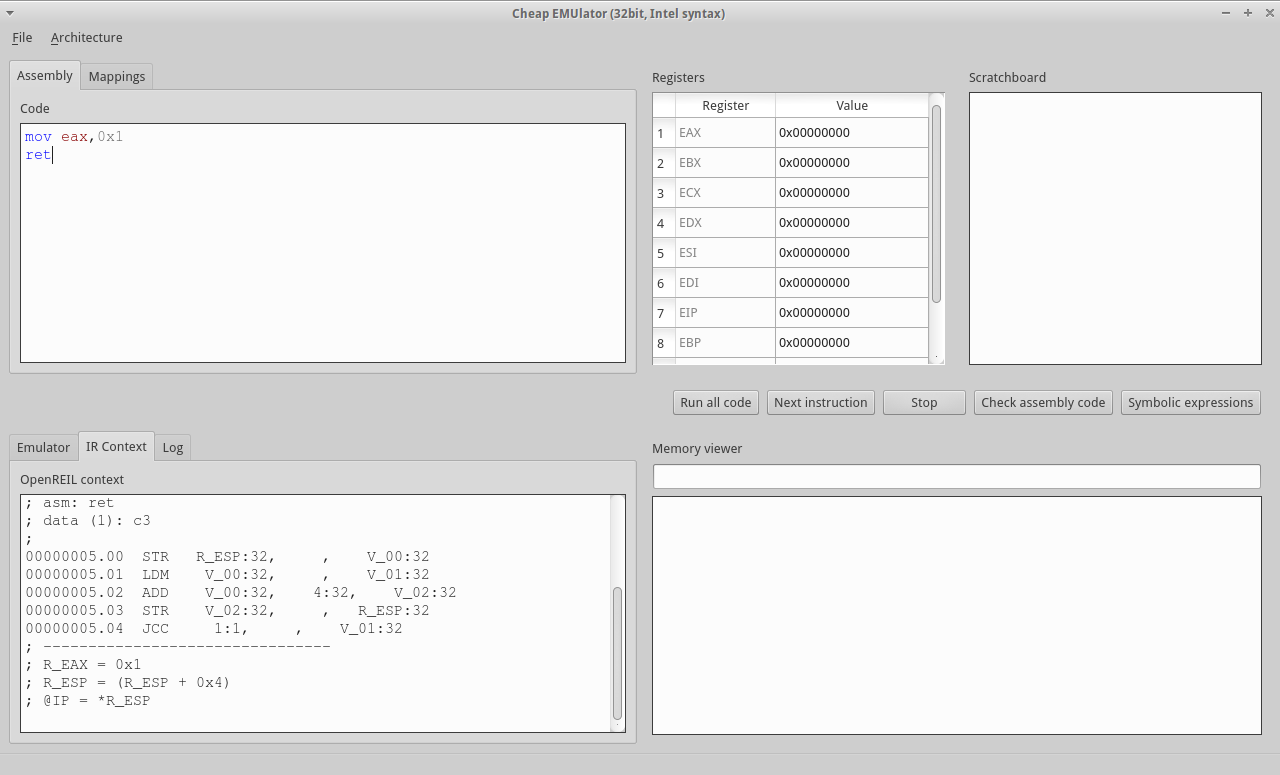 Cheap EMUlator (32bit, Intel syntax)
File Architecture
Assembly Mappings
Code
mov eax,0x1
ret
Registers
Register Value
1 EAX 0x00000000
2 EBX 0x00000000
3 ECX 0x00000000
4 EDX 0x00000000
5 ESI 0x00000000
6 EDI 0x00000000
7 EIP 0x00000000
8 EBP 0x00000000
Scratchboard
Run all code Next instruction Stop Check assembly code Symbolic expressions
Emulator IR Context Log
OpenREIL context
; asm: ret
; data (1): c3
;
00000005.00  STR   R_ESP:32,     ,    V_00:32
00000005.01  LDM    V_00:32,     ,    V_01:32
00000005.02  ADD    V_00:32,    4:32,    V_02:32
00000005.03  STR    V_02:32,     ,   R_ESP:32
00000005.04  JCC     1:1,     ,    V_01:32
; --------------------------------
; R_EAX = 0x1
; R_ESP = (R_ESP + 0x4)
; @IP = *R_ESP
Memory viewer